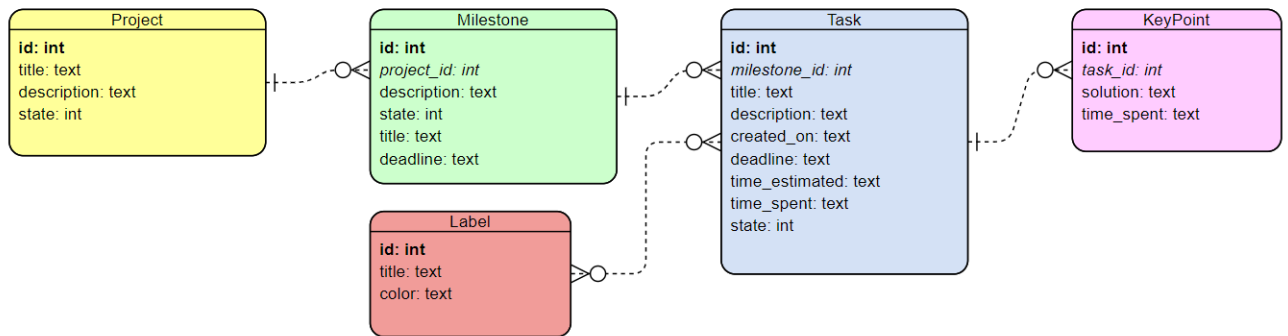 Project
id: int
title: text
description: text
state: int
Milestone
id: int
project_id: int
description: text
state: int
title: text
deadline: text
Task
id: int
milestone_id: int
title: text
description: text
created_on: text
deadline: text
time_estimated: text
time_spent: text
state: int
KeyPoint
id: int
task_id: int
solution: text
time_spent: text
Label
id: int
title: text
color: text